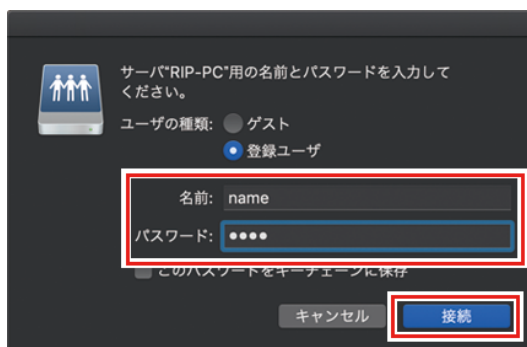 サーバ"RIP-PC"用の名前とパスワードを入力して
ください。
ユーザの種類: ゲスト
登録ユーザ
名前: name
パスワード: ••••
このパスワードをキーチェーンに保存
キャンセル 接続